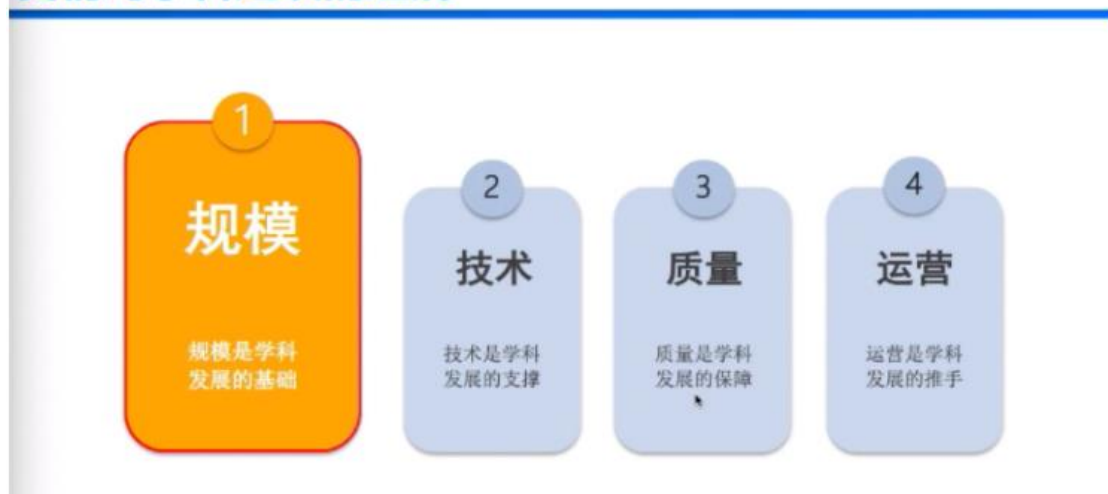 1
规模
规模是学科
发展的基础
2
技术
技术是学科
发展的支撑
3
质量
质量是学科
发展的保障
4
运营
运营是学科
发展的推手